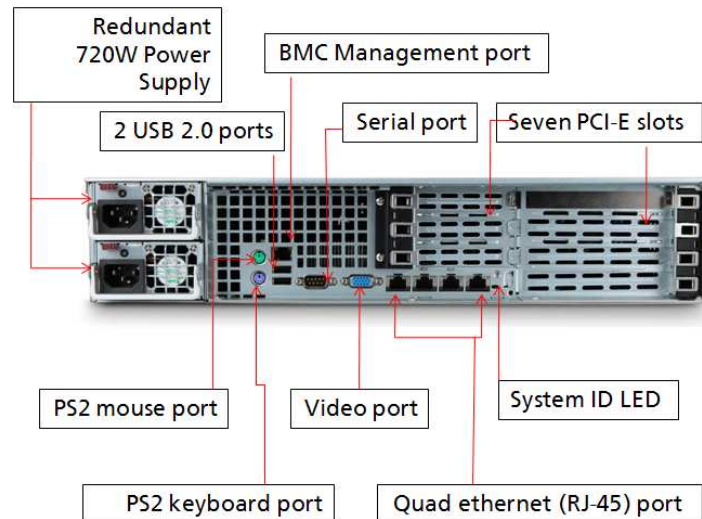 Redundant
720W Power
Supply
BMC Management port
2 USB 2.0 ports
Serial port
Seven PCI-E slots
PS2 mouse port
Video port
System ID LED
PS2 keyboard port
Quad ethernet (RJ-45) port